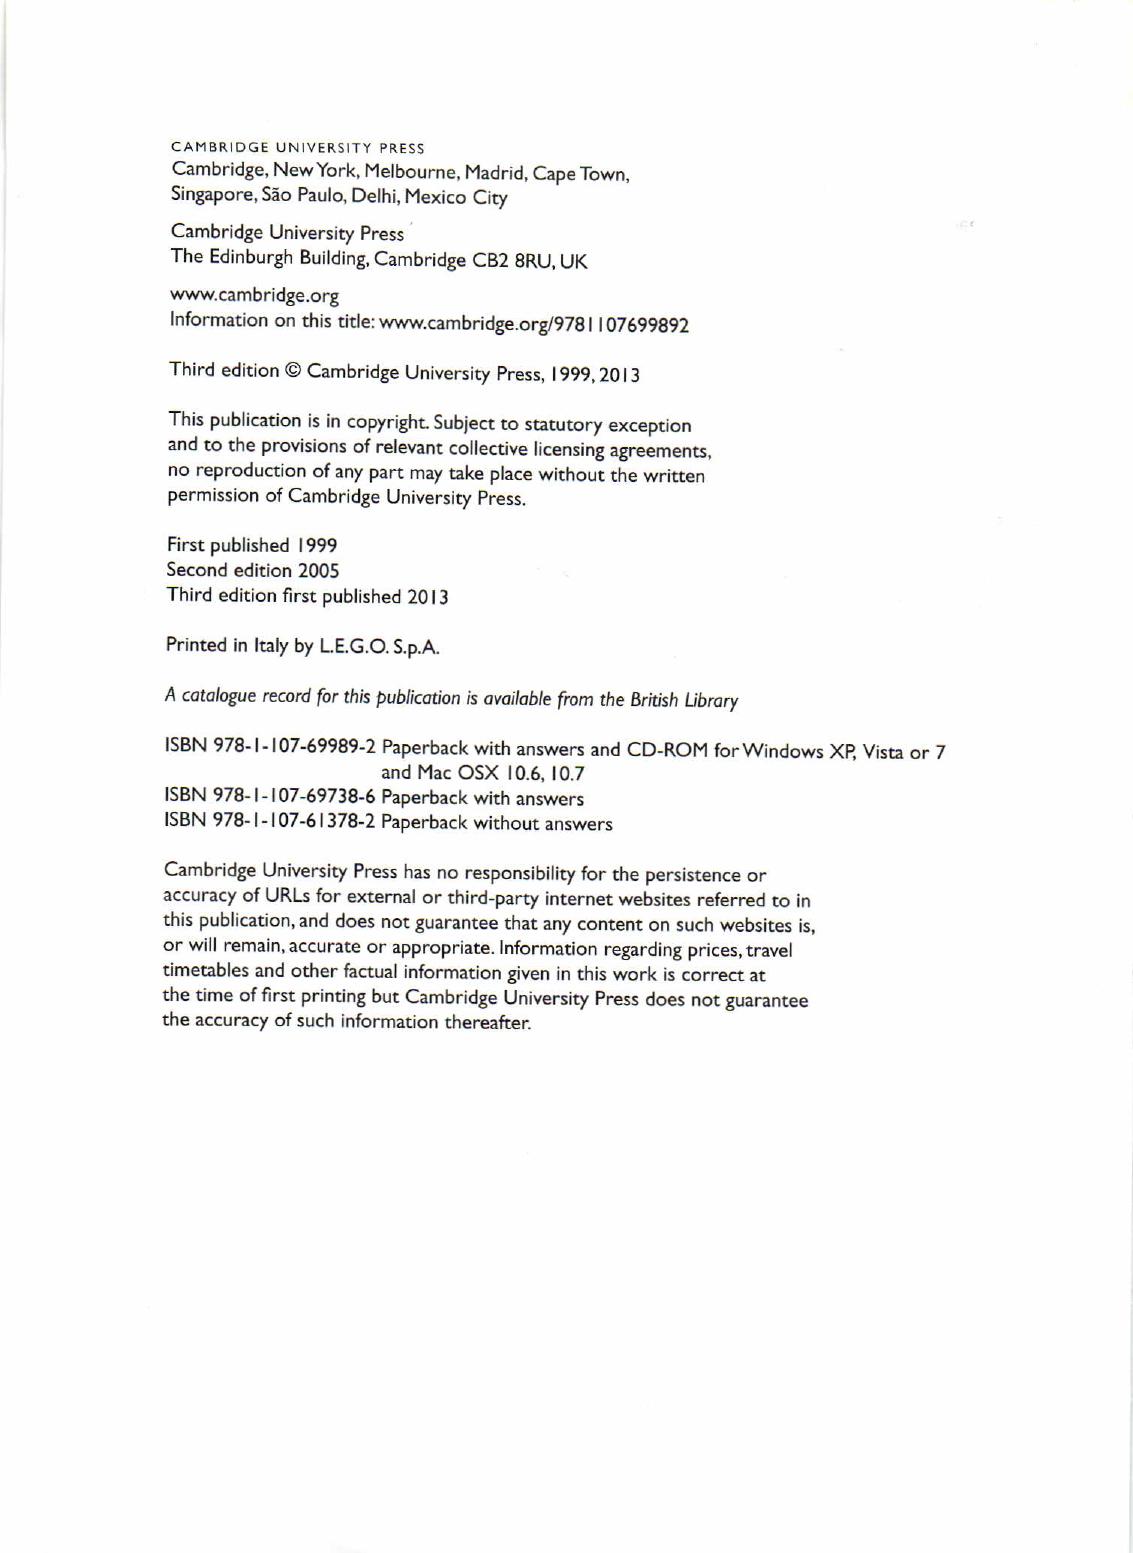 CAMBRIDGE UNIVERSITY PRESS
Cambridge, New York, Melbourne, Madrid, Cape Town,
Singapore, São Paulo, Delhi, Mexico City
Cambridge University Press
The Edinburgh Building, Cambridge CB2 8RU, UK
www.cambridge.org
Information on this title: www.cambridge.org/9781107699892
Third edition © Cambridge University Press, 1999, 2013
This publication is in copyright. Subject to statutory exception
and to the provisions of relevant collective licensing agreements,
no reproduction of any part may take place without the written
permission of Cambridge University Press.
First published 1999
Second edition 2005
Third edition first published 2013
Printed in Italy by L.E.G.O. S.p.A.
A catalogue record for this publication is available from the British Library
ISBN 978-1-107-69989-2 Paperback with answers and CD-ROM for Windows XP, Vista or 7
and Mac OSX 10.6, 10.7
ISBN 978-1-107-69738-6 Paperback with answers
ISBN 978-1-107-61378-2 Paperback without answers
Cambridge University Press has no responsibility for the persistence or
accuracy of URLs for external or third-party internet websites referred to in
this publication, and does not guarantee that any content on such websites is,
or will remain, accurate or appropriate. Information regarding prices, travel
timetables and other factual information given in this work is correct at
the time of first printing but Cambridge University Press does not guarantee
the accuracy of such information thereafter.